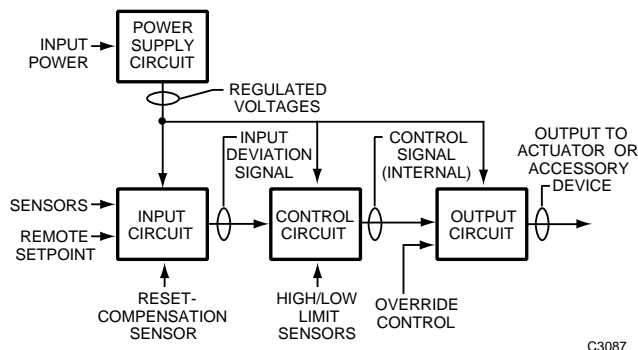 POWER
SUPPLY
CIRCUIT
INPUT
POWER
REGULATED
VOLTAGES
INPUT
DEVIATION
SIGNAL
CONTROL
SIGNAL
(INTERNAL)
OUTPUT TO
ACTUATOR OR
ACCESSORY
DEVICE
SENSORS
REMOTE
SETPOINT
INPUT
CIRCUIT
CONTROL
CIRCUIT
OUTPUT
CIRCUIT
RESET-
COMPENSATION
SENSOR
HIGH/LOW
LIMIT
SENSORS
OVERRIDE
CONTROL
C3087